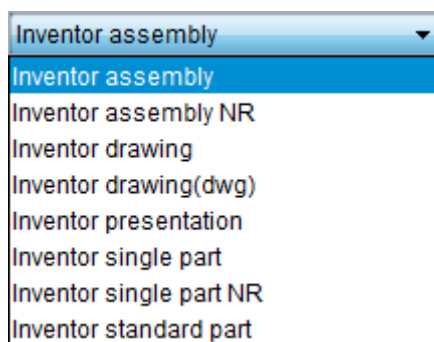 Inventor assembly
Inventor assembly
Inventor assembly NR
Inventor drawing
Inventor drawing(dwg)
Inventor presentation
Inventor single part
Inventor single part NR
Inventor standard part